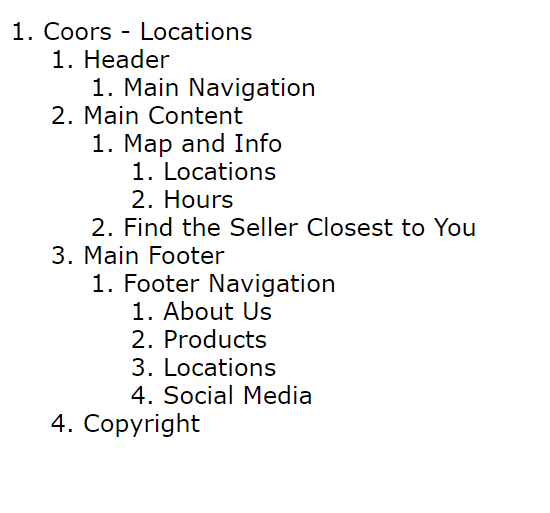 1. Coors - Locations
1. Header
1. Main Navigation
2. Main Content
1. Map and Info
1. Locations
2. Hours
2. Find the Seller Closest to You
3. Main Footer
1. Footer Navigation
1. About Us
2. Products
3. Locations
4. Social Media
4. Copyright